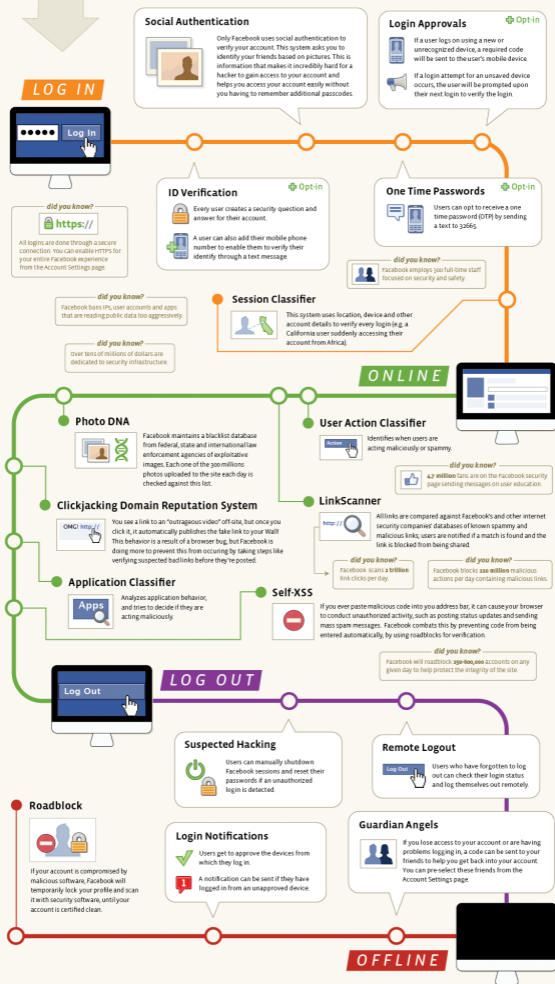 Social Authentication
Only Facebook uses social authentication to
verify your account. This system asks you to
identify your friends based on pictures. This is
information that makes it incredibly hard for a
hacker to gain access to your account and
helps you access your account easily without
you having to remember additional passcodes.
Login Approvals
Opt-in
If a user logs on using a new or
unrecognized device, a required code
will be sent to the user's mobile device.
If a login attempt for an unsaved device
occurs, the user will be prompted upon
their next login to verify the login.
LOG IN
Log In
did you know?
https://
All logins are done through a secure
connection. You can enable HTTPS for
your entire Facebook experience
from the Account Settings page.
ID Verification
Opt-in
Every user creates a security question and
answer for their account.
A user can also add their mobile phone
number to enable them to verify their
identify through a text message.
One Time Passwords
Opt-in
Users can opt to receive a one
time password (OTP) by sending
a text to 32665.
did you know?
Facebook employs 300 full-time staff
focused on security and safety.
did you know?
Facebook bans IPs, user accounts and apps
that are reading public data too aggressively.
Session Classifier
This system uses location, device and other
account details to verify every login (e.g. a
California user suddenly accessing their
account from Africa).
did you know?
Over tens of millions of dollars are
dedicated to security infrastructure.
ONLINE
Photo DNA
Facebook maintains a blacklist database
from federal, state and international law
enforcement agencies of exploitative
images. Each one of the 300 millions
photos uploaded to the site each day is
checked against this list.
User Action Classifier
Action
Identifies when users are
acting maliciously or spammy.
did you know?
4.7 million fans are on the Facebook security
page sending messages on user education.
Clickjacking Domain Reputation System
OMG! http://
You see a link to an "outrageous video" off-site, but once you
click it, it automatically publishes the fake link to your Wall!
This behavior is a result of a browser bug, but Facebook is
doing more to prevent this from occuring by taking steps like
verifying suspected bad links before they're posted.
LinkScanner
http://
All links are compared against Facebook's and other internet
security companies' databases of known spammy and
malicious links; users are notified if a match is found and the
link is blocked from being shared.
did you know?
Facebook scans 2 trillion
link clicks per day.
did you know?
Facebook blocks 220 million malicious
actions per day containing malicious links.
Application Classifier
Apps
Analyzes application behavior,
and tries to decide if they are
acting maliciously.
Self-XSS
If you ever paste malicious code into you address bar, it can cause your browser
to conduct unauthorized activity, such as posting status updates and sending
mass spam messages. Facebook combats this by preventing code from being
entered automatically, by using roadblocks for verification.
did you know?
Facebook will roadblock 250-600,000 accounts on any
given day to help protect the integrity of the site.
LOG OUT
Log Out
Suspected Hacking
Users can manually shutdown
Facebook sessions and reset their
passwords if an unauthorized
login is detected.
Remote Logout
Log Out
Users who have forgotten to log
out can check their login status
and log themselves out remotely.
Roadblock
If your account is compromised by
malicious software, Facebook will
temporarily lock your profile and scan
it with security software, until your
account is certified clean.
Login Notifications
Users get to approve the devices from
which they log in.
1
A notification can be sent if they have
logged in from an unapproved device.
Guardian Angels
If you lose access to your account or are having
problems logging in, a code can be sent to your
friends to help you get back into your account.
You can pre-select these friends from the
Account Settings page.
OFFLINE